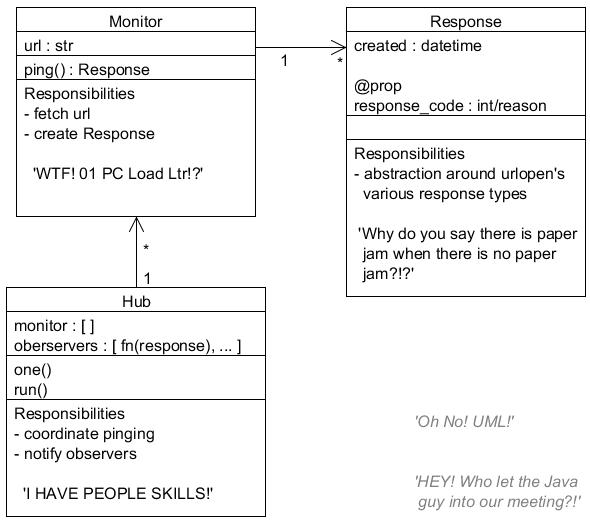 Monitor
url : str
ping() : Response
Responsibilities
- fetch url
- create Response
'WTF! 01 PC Load Ltr!?'
1
*
Response
created : datetime
@prop
response_code : int/reason
Responsibilities
- abstraction around urlopen's
various response types
'Why do you say there is paper
jam when there is no paper
jam?!?'
*
1
Hub
monitor : [ ]
oberservers : [ fn(response), ... ]
one()
run()
Responsibilities
- coordinate pinging
- notify observers
'I HAVE PEOPLE SKILLS!'
'Oh No! UML!'
'HEY! Who let the Java
guy into our meeting?!'